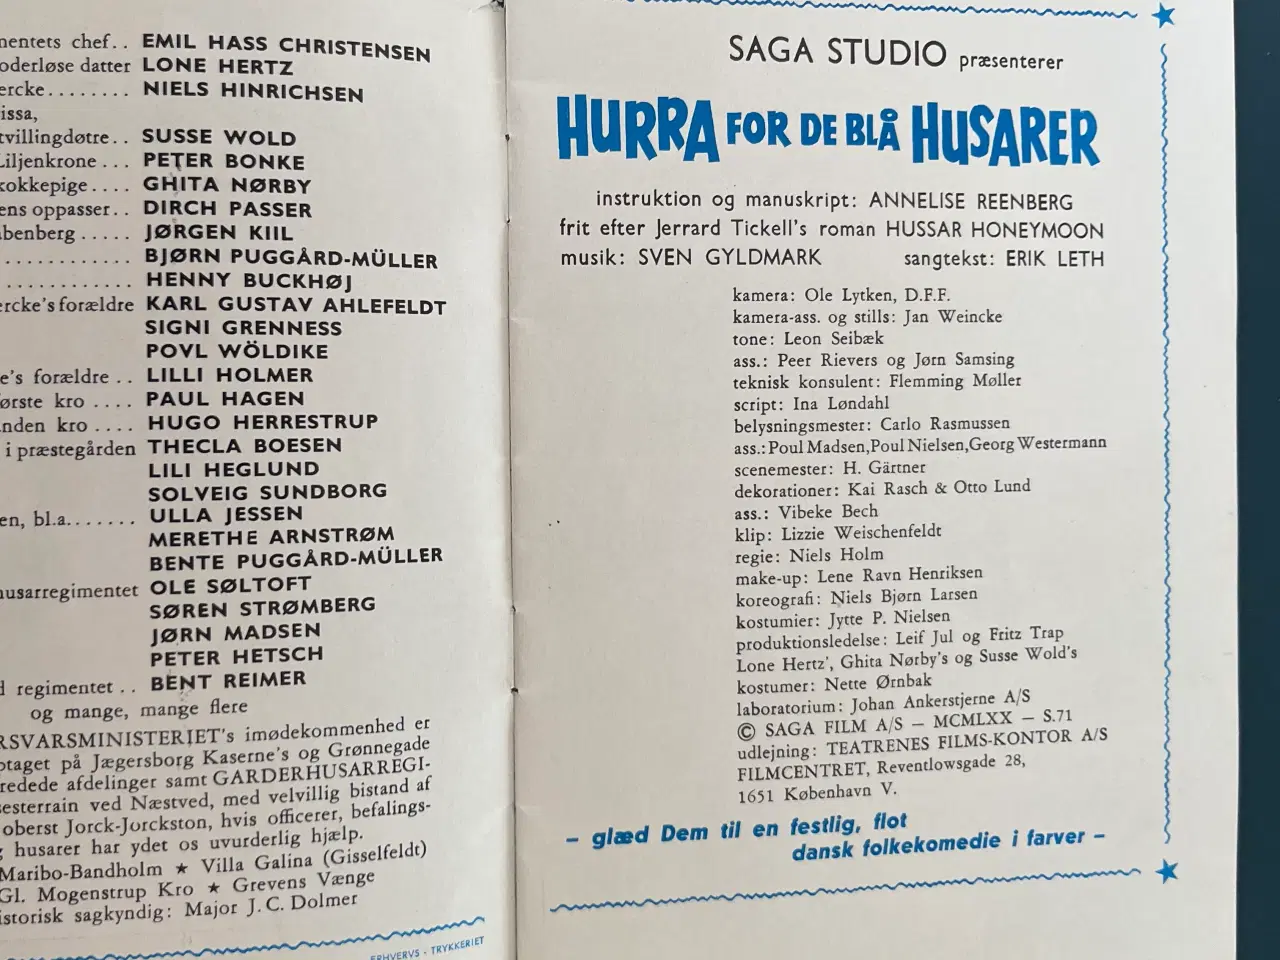 mentets chef.. EMIL HASS CHRISTENSEN
oderløse datter LONE HERTZ
ercke........ NIELS HINRICHSEN
issa,
tvillingdøtre.. SUSSE WOLD
Liljenkrone ... PETER BONKE
kokkepige.... GHITA NØRBY
ens oppasser.. DIRCH PASSER
benberg ..... JØRGEN KIIL
............ BJØRN PUGGÅRD-MÜLLER
............ HENNY BUCKHØJ
ercke's forældre KARL GUSTAV AHLEFELDT
SIGNI GRENNESS
POVL WÖLDIKE
e's forældre .. LILLI HOLMER
ørste kro .... PAUL HAGEN
nden kro .... HUGO HERRESTRUP
i præstegården THECLA BOESEN
LILI HEGLUND
SOLVEIG SUNDBORG
en, bl.a....... ULLA JESSEN
MERETHE ARNSTRØM
BENTE PUGGÅRD-MÜLLER
husarregimentet OLE SØLTOFT
SØREN STRØMBERG
JØRN MADSEN
PETER HETSCH
d regimentet .. BENT REIMER
og mange, mange flere
RSVARSMINISTERIET's imødekommenhed er
ptaget på Jægersborg Kaserne's og Grønnegade
redede afdelinger samt GARDERHUSARREGI-
sesterrain ved Næstved, med velvillig bistand af
oberst Jorck-Jorckston, hvis officerer, befalings-
g husarer har ydet os uvurderlig hjælp.
Maribo-Bandholm ★ Villa Galina (Gisselfeldt)
Gl. Mogenstrup Kro ★ Grevens Vænge
istorisk sagkyndig: Major J. C. Dolmer
ERHVERVS - TRYKKERIET
SAGA STUDIO præsenterer
HURRA FOR DE BLÅ HUSARER
instruktion og manuskript: ANNELISE REENBERG
frit efter Jerrard Tickell's roman HUSSAR HONEYMOON
musik: SVEN GYLDMARK sangtekst: ERIK LETH
kamera: Ole Lytken, D.F.F.
kamera-ass. og stills: Jan Weincke
tone: Leon Seibæk
ass.: Peer Rievers og Jørn Samsing
teknisk konsulent: Flemming Møller
script: Ina Løndahl
belysningsmester: Carlo Rasmussen
ass.: Poul Madsen, Poul Nielsen, Georg Westermann
scenemester: H. Gärtner
dekorationer: Kai Rasch & Otto Lund
ass.: Vibeke Bech
klip: Lizzie Weischenfeldt
regie: Niels Holm
make-up: Lene Ravn Henriksen
koreografi: Niels Bjørn Larsen
kostumier: Jytte P. Nielsen
produktionsledelse: Leif Jul og Fritz Trap
Lone Hertz', Ghita Nørby's og Susse Wold's
kostumer: Nette Ørnbak
laboratorium: Johan Ankerstjerne A/S
© SAGA FILM A/S – MCMLXX – S.71
udlejning: TEATRENES FILMS-KONTOR A/S
FILMCENTRET, Reventlowsgade 28,
1651 København V.
– glæd Dem til en festlig, flot
dansk folkekomedie i farver –